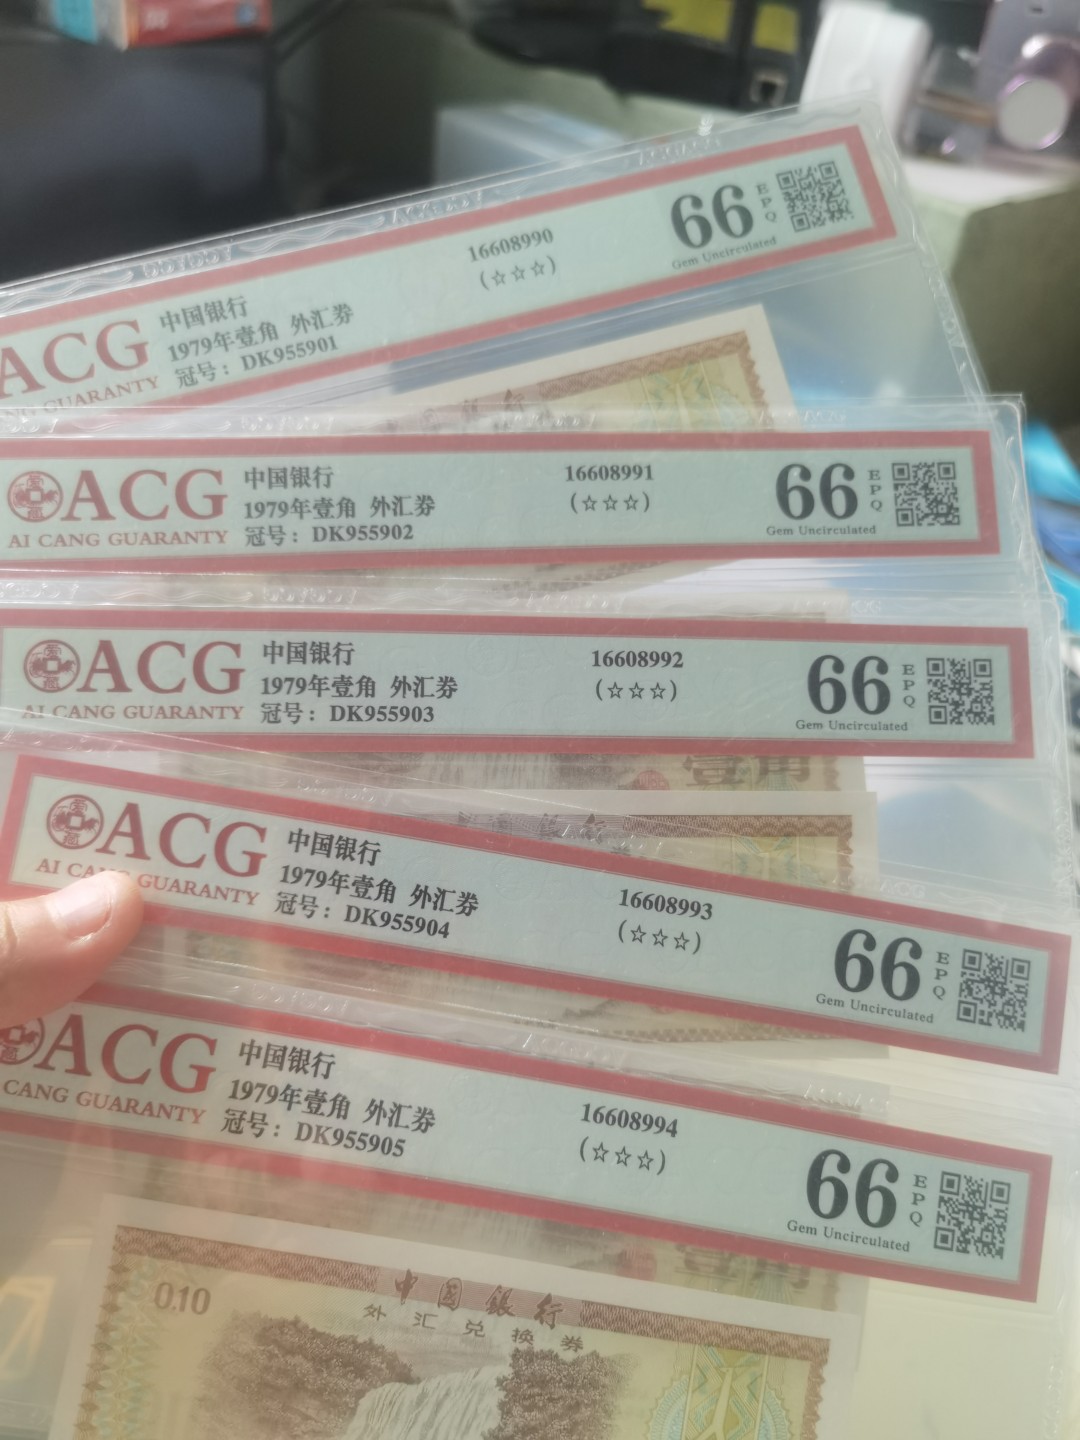 ACG
GUARANTY
中国银行
1979年壹角 外汇券
冠号：DK955901
16608990
(☆☆☆)
66
EPQ
Gem Uncirculated
ACG
AI CANG GUARANTY
中国银行
1979年壹角 外汇券
冠号：DK955902
16608991
(☆☆☆)
66
EPQ
Gem Uncirculated
ACG
AI CANG GUARANTY
中国银行
1979年壹角 外汇券
冠号：DK955903
16608992
(☆☆☆)
66
EPQ
Gem Uncirculated
壹角
ACG
AI CANG GUARANTY
中国银行
1979年壹角 外汇券
冠号：DK955904
16608993
(☆☆☆)
66
EPQ
Gem Uncirculated
ACG
CANG GUARANTY
中国银行
1979年壹角 外汇券
冠号：DK955905
16608994
(☆☆☆)
66
EPQ
Gem Uncirculated
壹角
0.10
中国銀行
外汇兑换券